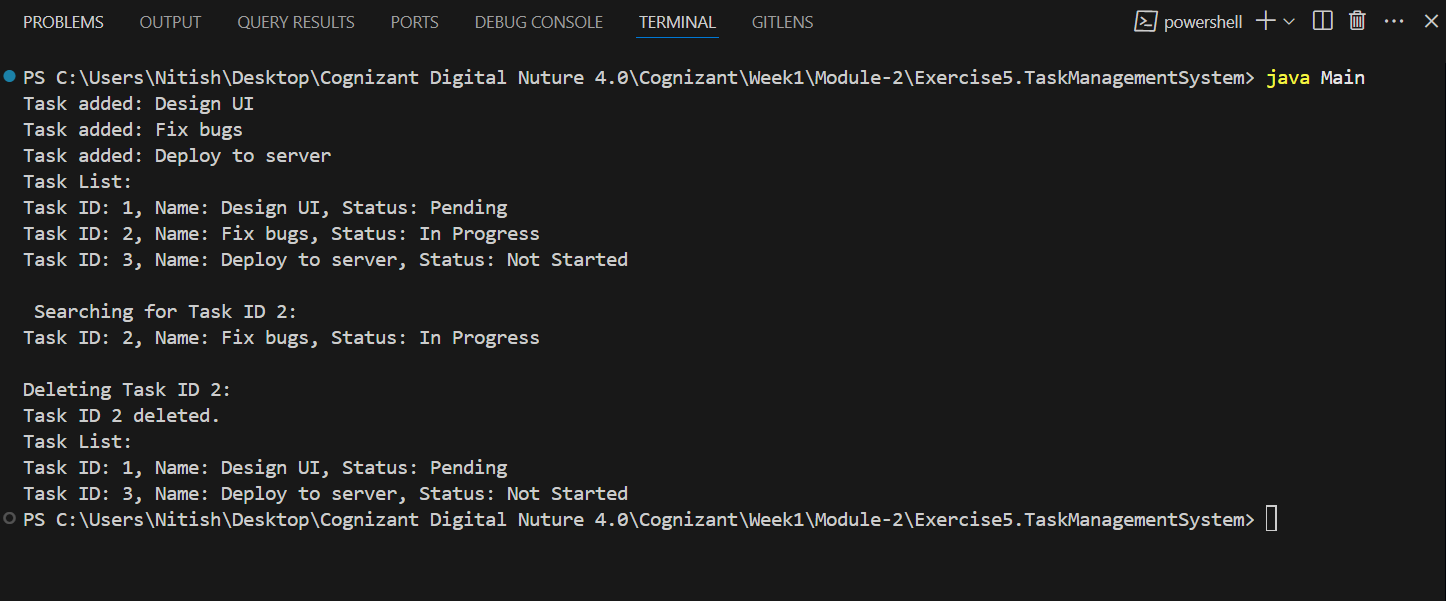 PROBLEMS OUTPUT QUERY RESULTS PORTS DEBUG CONSOLE TERMINAL GITLENS powershell
PS C:\Users\Nitish\Desktop\Cognizant Digital Nuture 4.0\Cognizant\Week1\Module-2\Exercise5.TaskManagementSystem> java Main
Task added: Design UI
Task added: Fix bugs
Task added: Deploy to server
Task List:
Task ID: 1, Name: Design UI, Status: Pending
Task ID: 2, Name: Fix bugs, Status: In Progress
Task ID: 3, Name: Deploy to server, Status: Not Started
Searching for Task ID 2:
Task ID: 2, Name: Fix bugs, Status: In Progress
Deleting Task ID 2:
Task ID 2 deleted.
Task List:
Task ID: 1, Name: Design UI, Status: Pending
Task ID: 3, Name: Deploy to server, Status: Not Started
PS C:\Users\Nitish\Desktop\Cognizant Digital Nuture 4.0\Cognizant\Week1\Module-2\Exercise5.TaskManagementSystem>